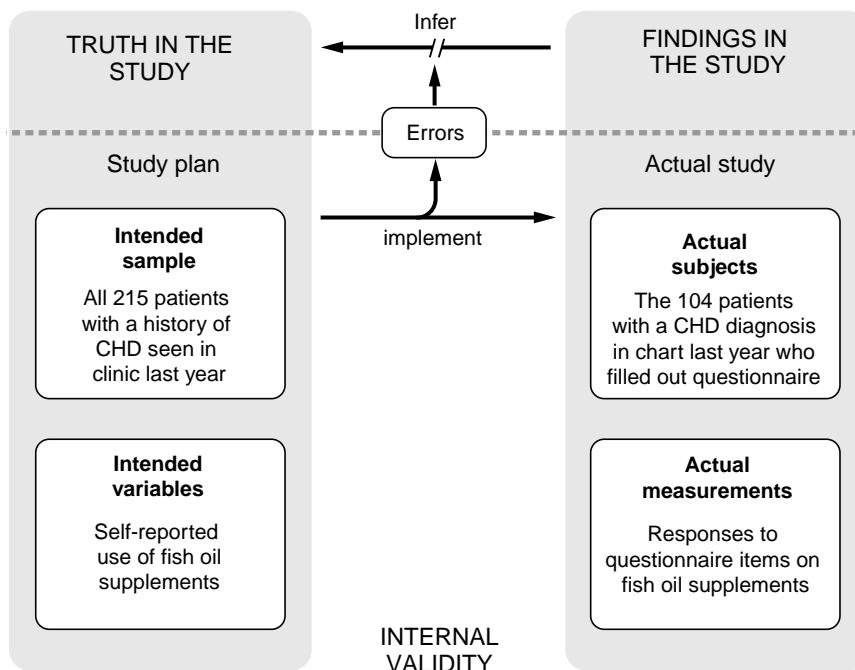 Infer
TRUTH IN THE
STUDY
FINDINGS IN
THE STUDY
Errors
Study plan
Actual study
implement
Intended
sample
All 215 patients
with a history of
CHD seen in
clinic last year
Actual
subjects
The 104 patients
with a CHD diagnosis
in chart last year who
filled out questionnaire
Intended
variables
Self-reported
use of fish oil
supplements
Actual
measurements
Responses to
questionnaire items on
fish oil supplements
INTERNAL
VALIDITY